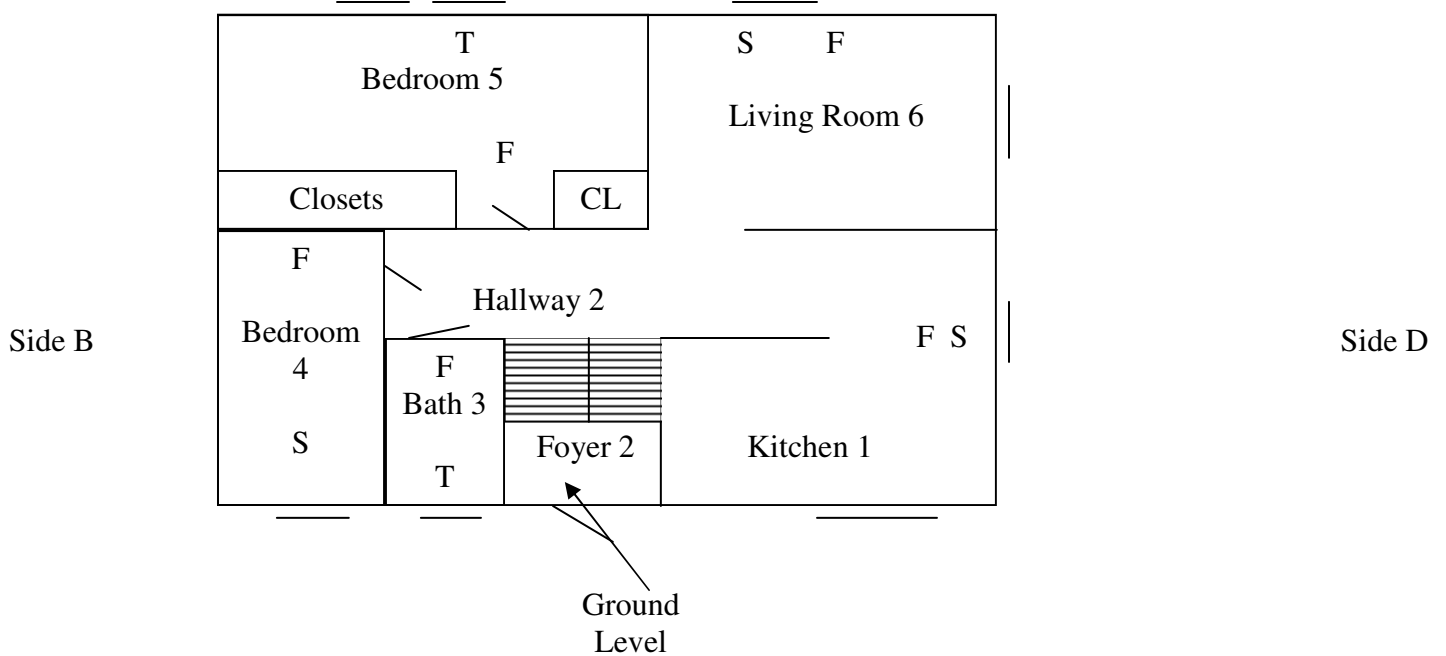 T
S F
Bedroom 5
Living Room 6
F
Closets
CL
F
Hallway 2
Side B
Bedroom
4
F S
Side D
F
Bath 3
S
Foyer 2
Kitchen 1
T
Ground
Level